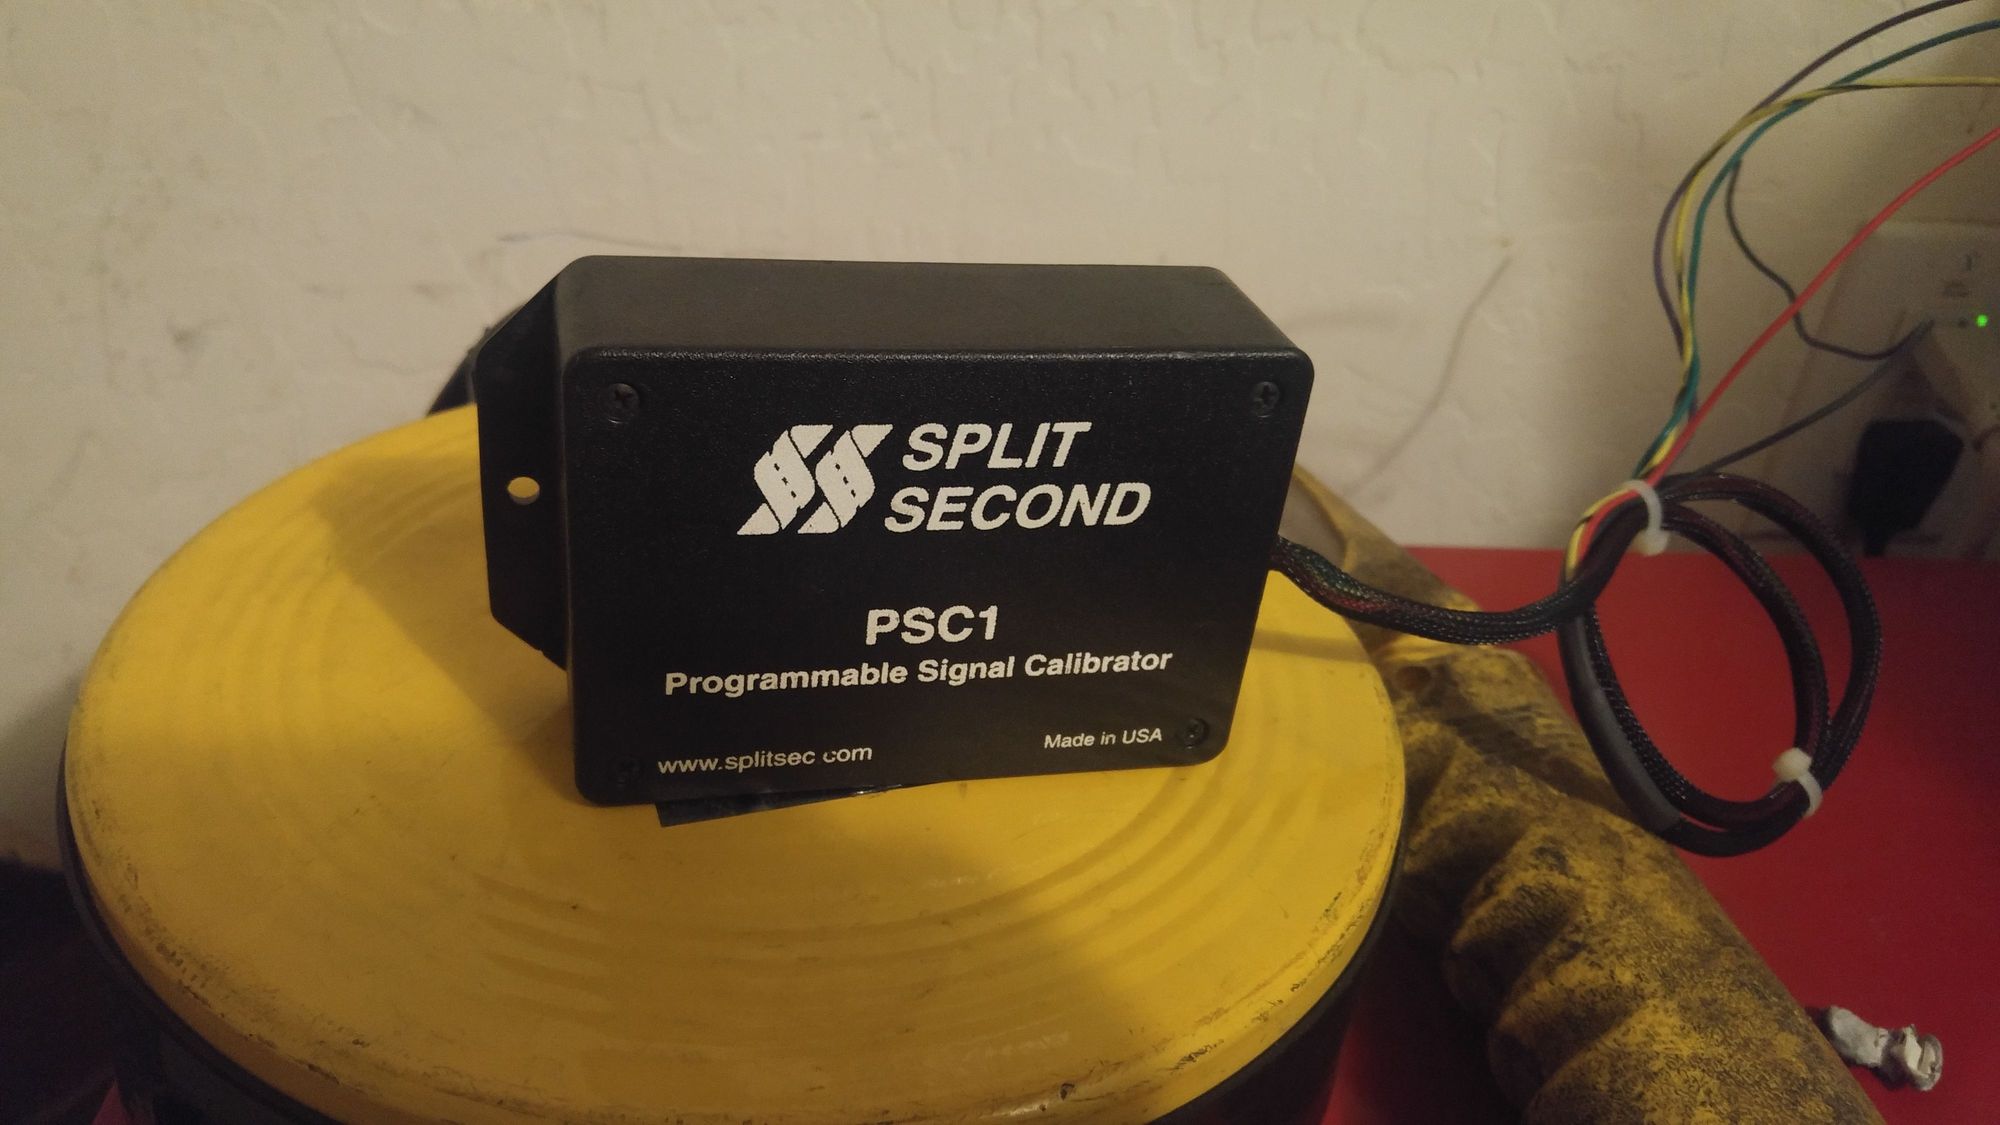 SPLIT
SECOND
PSC1
Programmable Signal Calibrator
www.splitsec.com
Made in USA